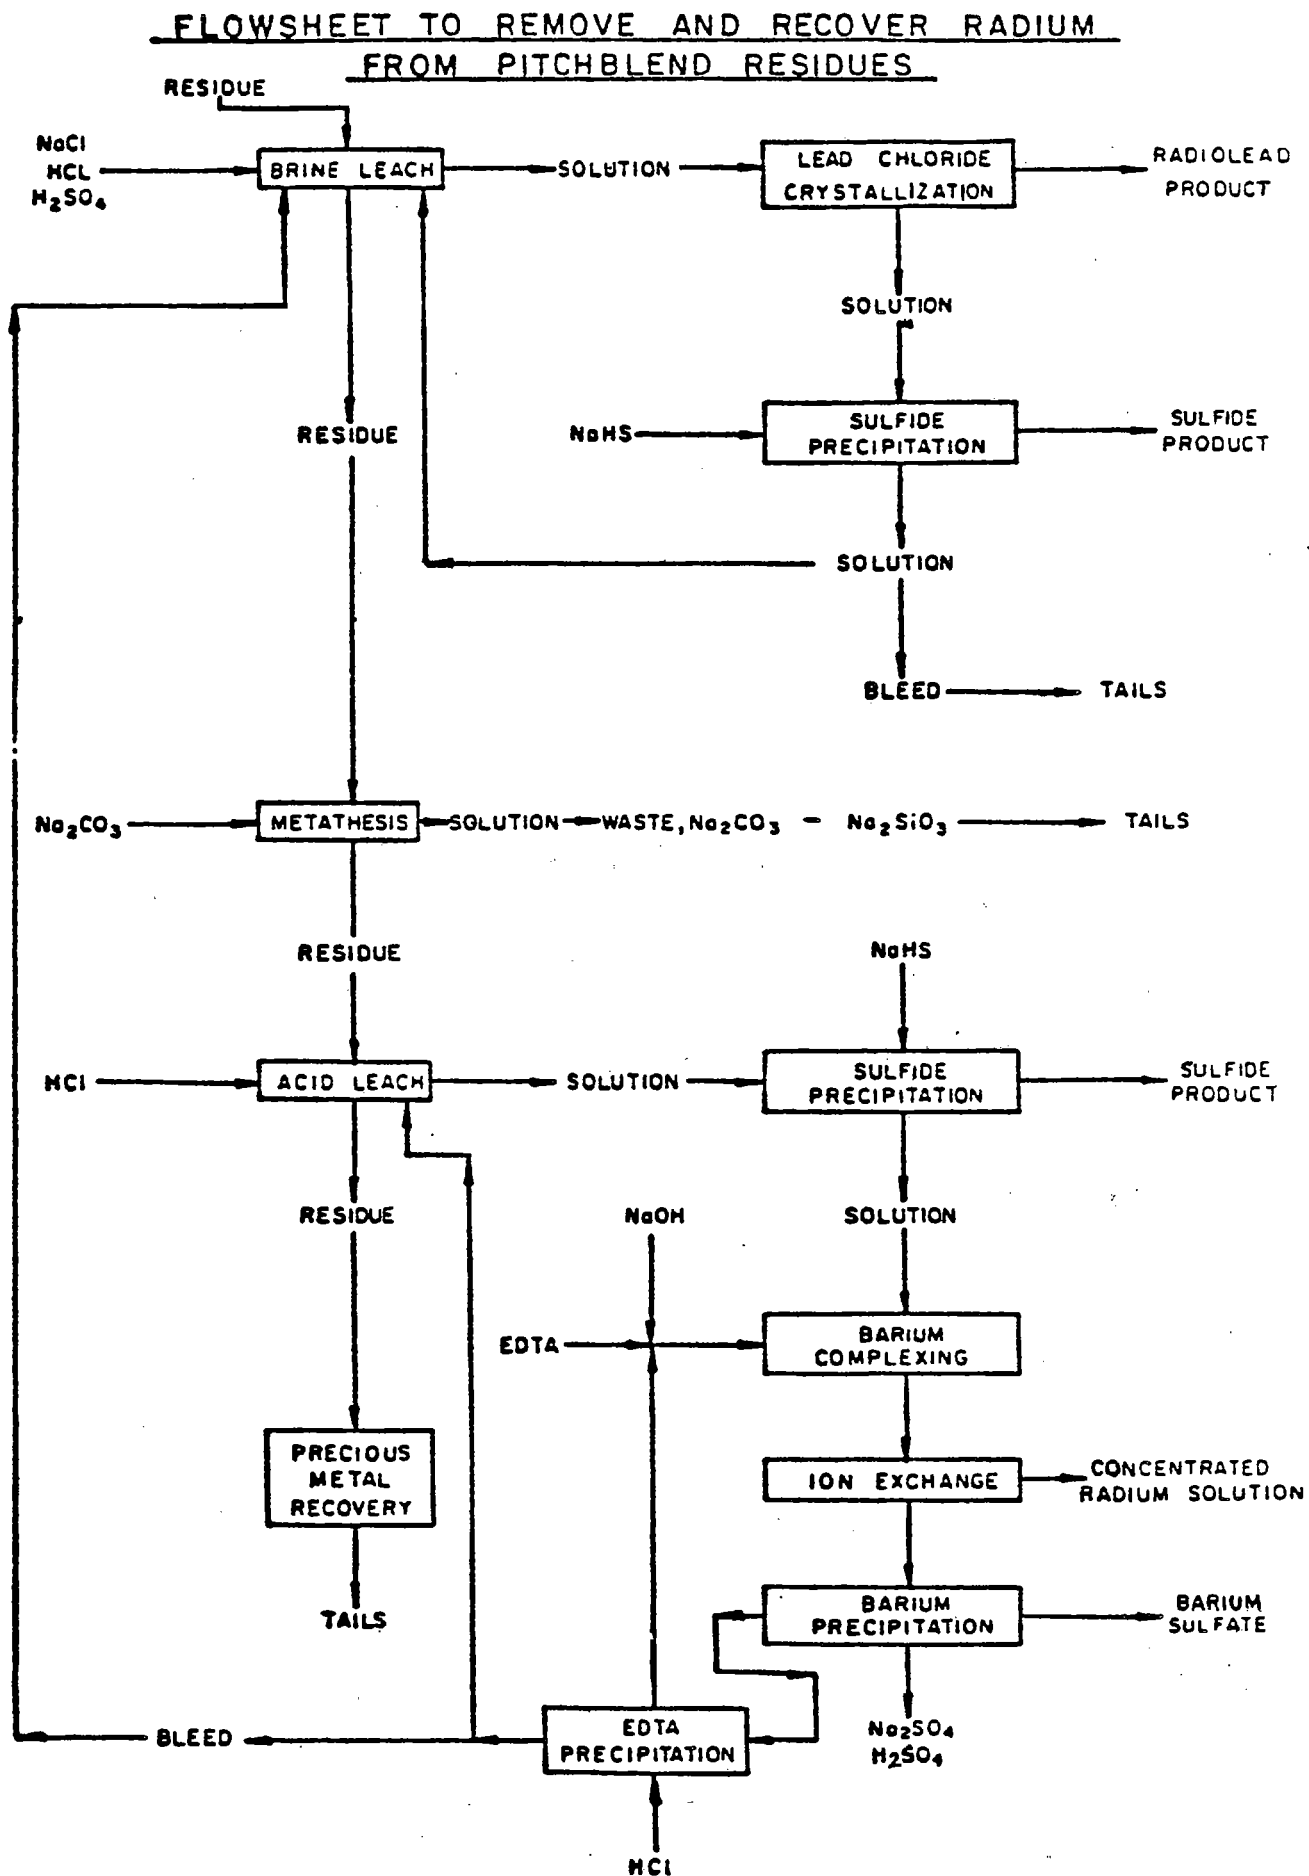 FLOWSHEET TO REMOVE AND RECOVER RADIUM
FROM PITCHBLEND RESIDUES
RESIDUE
NaCl
HCL
H₂SO₄
BRINE LEACH
SOLUTION
LEAD CHLORIDE
CRYSTALLIZATION
RADIOLEAD
PRODUCT
SOLUTION
RESIDUE
NaHS
SULFIDE
PRECIPITATION
SULFIDE
PRODUCT
SOLUTION
BLEED
TAILS
Na₂CO₃
METATHESIS
SOLUTION
WASTE, Na₂CO₃ - Na₂SiO₃
TAILS
RESIDUE
NaHS
HCl
ACID LEACH
SOLUTION
SULFIDE
PRECIPITATION
SULFIDE
PRODUCT
RESIDUE
NaOH
SOLUTION
EDTA
BARIUM
COMPLEXING
PRECIOUS
METAL
RECOVERY
ION EXCHANGE
CONCENTRATED
RADIUM SOLUTION
TAILS
BARIUM
PRECIPITATION
BARIUM
SULFATE
BLEED
EDTA
PRECIPITATION
Na₂SO₄
H₂SO₄
HCl